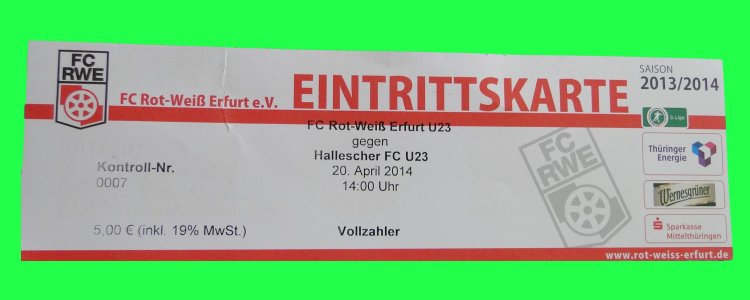 FC
RWE
FC Rot-Weiß Erfurt e.V.
EINTRITTSKARTE
SAISON
2013/2014
3. Liga
FC Rot-Weiß Erfurt U23
gegen
Hallescher FC U23
20. April 2014
14:00 Uhr
Kontroll-Nr.
0007
5,00 € (inkl. 19% MwSt.)
Vollzahler
FC
RWE
Thüringer
Energie
Wernesgrüner
Sparkasse
Mittelthüringen
www.rot-weiss-erfurt.de